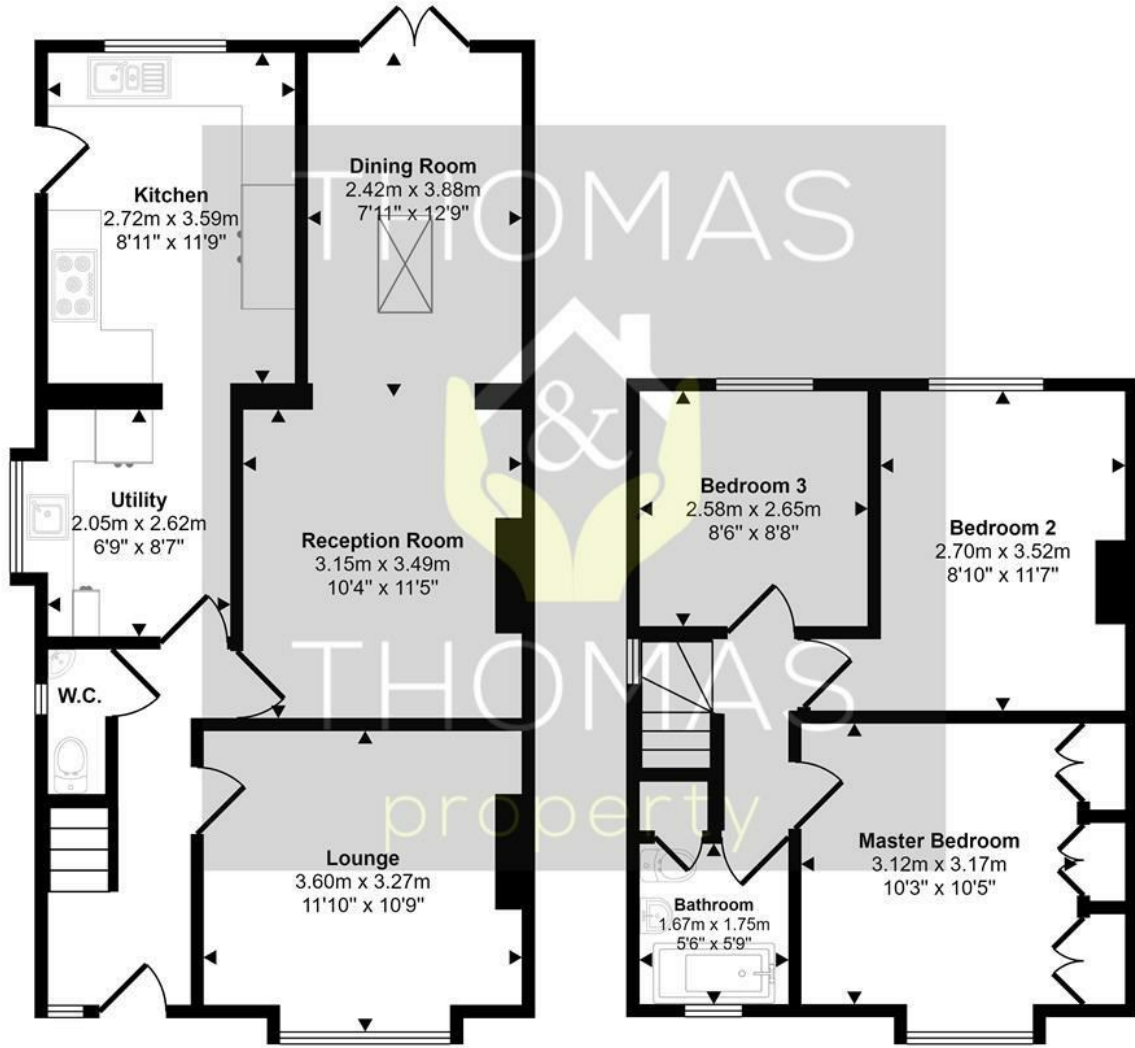 Kitchen
2.72m x 3.59m
8'11" x 11'9"
Dining Room
2.42m x 3.88m
7'11" x 12'9"
Utility
2.05m x 2.62m
6'9" x 8'7"
Reception Room
3.15m x 3.49m
10'4" x 11'5"
W.C.
Lounge
3.60m x 3.27m
11'10" x 10'9"
Bedroom 3
2.58m x 2.65m
8'6" x 8'8"
Bedroom 2
2.70m x 3.52m
8'10" x 11'7"
Master Bedroom
3.12m x 3.17m
10'3" x 10'5"
Bathroom
1.67m x 1.75m
5'6" x 5'9"
THOMAS
&
THOMAS
property